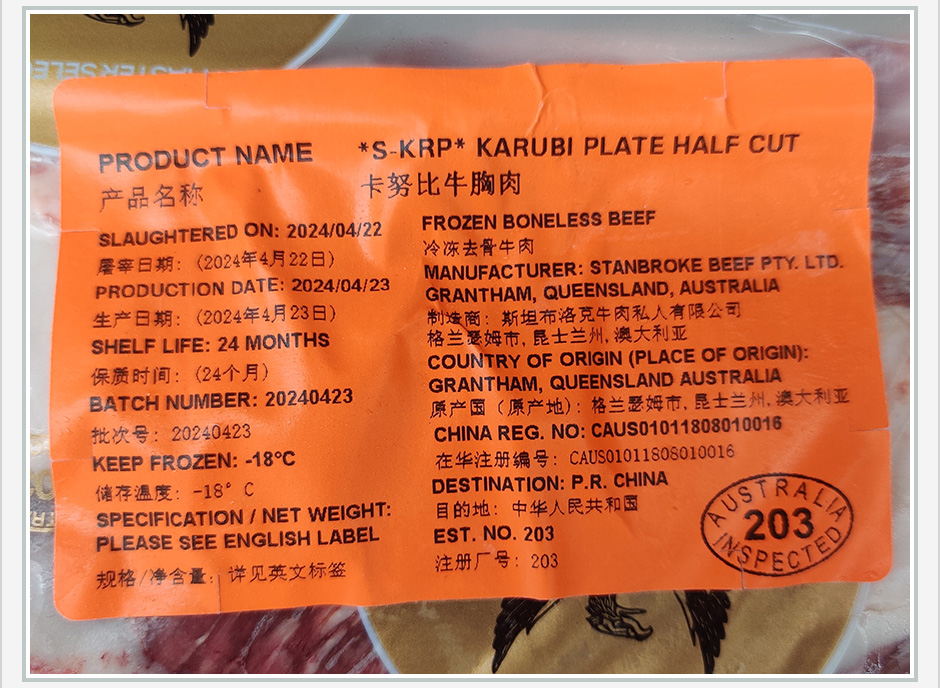 MASTER SELE
PRODUCT NAME *S-KRP* KARUBI PLATE HALF CUT
产品名称 卡努比牛胸肉
SLAUGHTERED ON: 2024/04/22
屠宰日期: (2024年4月22日)
PRODUCTION DATE: 2024/04/23
生产日期: (2024年4月23日)
SHELF LIFE: 24 MONTHS
保质时间: (24个月)
BATCH NUMBER: 20240423
批次号: 20240423
KEEP FROZEN: -18°C
储存温度: -18° C
SPECIFICATION / NET WEIGHT:
PLEASE SEE ENGLISH LABEL
规格/净含量: 详见英文标签
FROZEN BONELESS BEEF
冷冻去骨牛肉
MANUFACTURER: STANBROKE BEEF PTY. LTD.
GRANTHAM, QUEENSLAND, AUSTRALIA
制造商: 斯坦布洛克牛肉私人有限公司
格兰瑟姆市, 昆士兰州, 澳大利亚
COUNTRY OF ORIGIN (PLACE OF ORIGIN):
GRANTHAM, QUEENSLAND AUSTRALIA
原产国 (原产地): 格兰瑟姆市, 昆士兰州, 澳大利亚
CHINA REG. NO: CAUS01011808010016
在华注册编号: CAUS01011808010016
DESTINATION: P.R. CHINA
目的地: 中华人民共和国
EST. NO. 203
注册厂号: 203
AUSTRALIA
203
INSPECTED